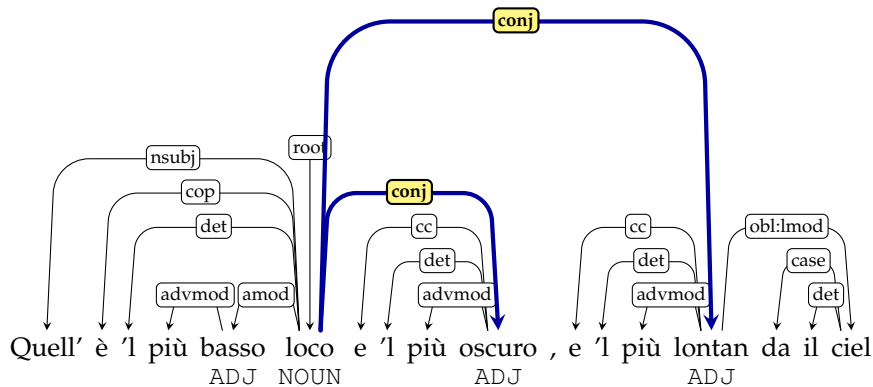 conj
root
nsubj
cop conj
det cc cc obl:lmod
det det case
advmod amod advmod advmod det
Quell' è 'l più basso loco e 'l più oscuro , e 'l più lontan da il ciel
ADJ NOUN ADJ ADJ